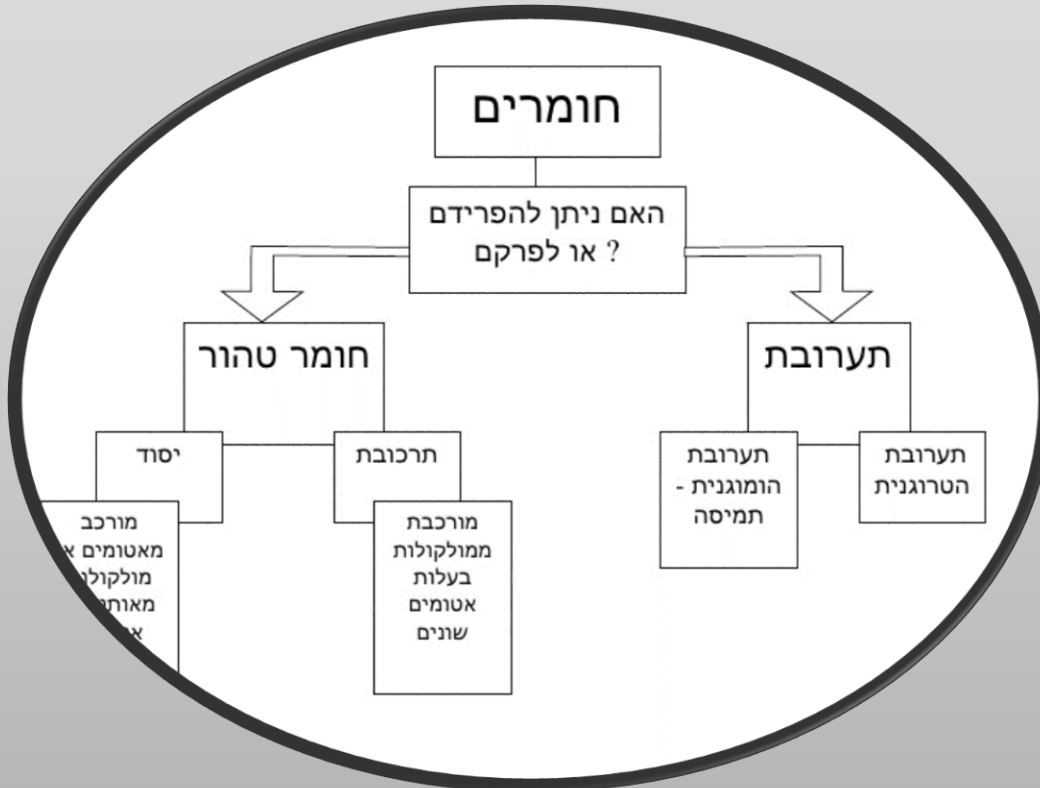 חומרים
האם ניתן להפרידם
או לפרקם ?
תערובת
חומר טהור
תערובת
הטרוגנית
תערובת
הומוגנית -
תמיסה
תרכובת
יסוד
מורכבת
ממולקולות
בעלות
אטומים
שונים
מורכב
מאטומים